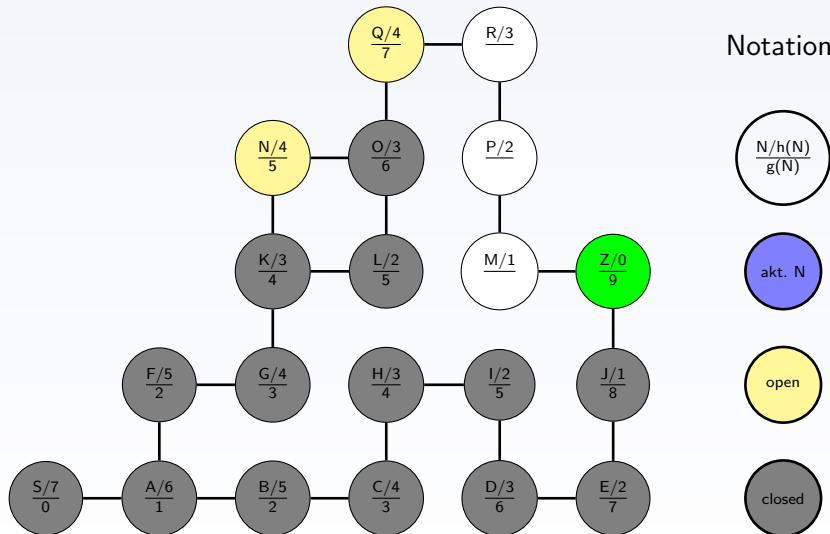 Q/4
7
R/3
Notation
N/4
5
O/3
6
P/2
N/h(N)
g(N)
K/3
4
L/2
5
M/1
Z/0
9
akt. N
F/5
2
G/4
3
H/3
4
I/2
5
J/1
8
open
S/7
0
A/6
1
B/5
2
C/4
3
D/3
6
E/2
7
closed